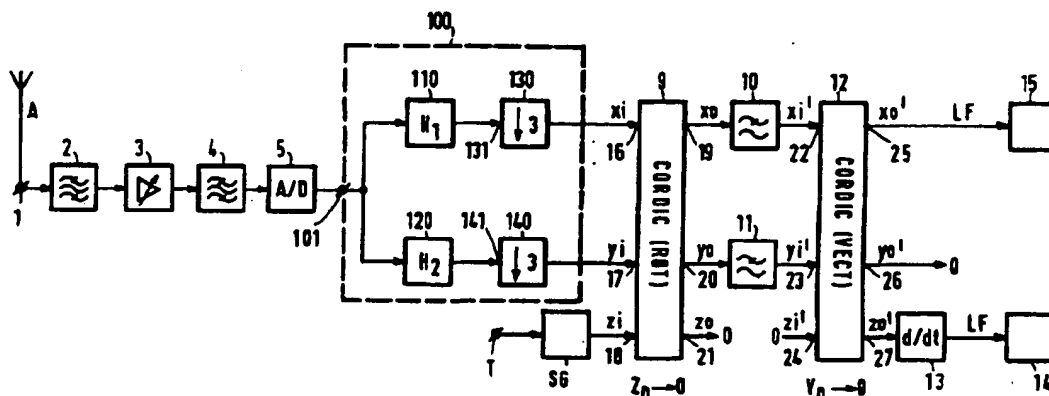 100
110
130
9
10
12
15
A
H₁
↓3
xi
xo
xi'
xo'
LF
2
3
4
5
131
16
19
22
25
A/D
CORDIC (ROT)
CORDIC (VECT)
1
101
120
141
140
11
H₂
↓3
yi
yo
yi'
yo'
0
17
20
23
26
T
SG
zi
zo
0
0
zi'
zo'
d/dt
LF
18
21
24
27
13
14
Zₙ→0
Yₙ→0